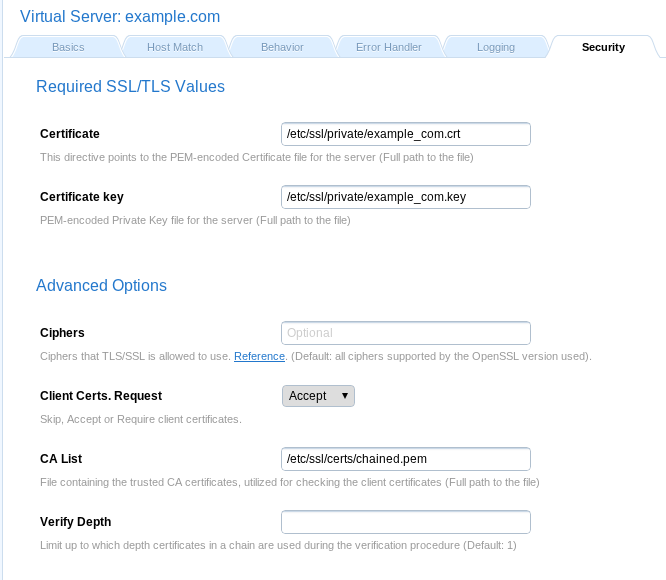 Virtual Server: example.com
Basics Host Match Behavior Error Handler Logging Security
Required SSL/TLS Values
Certificate /etc/ssl/private/example_com.crt
This directive points to the PEM-encoded Certificate file for the server (Full path to the file)
Certificate key /etc/ssl/private/example_com.key
PEM-encoded Private Key file for the server (Full path to the file)
Advanced Options
Ciphers Optional
Ciphers that TLS/SSL is allowed to use. Reference. (Default: all ciphers supported by the OpenSSL version used).
Client Certs. Request Accept
Skip, Accept or Require client certificates.
CA List /etc/ssl/certs/chained.pem
File containing the trusted CA certificates, utilized for checking the client certificates (Full path to the file)
Verify Depth
Limit up to which depth certificates in a chain are used during the verification procedure (Default: 1)